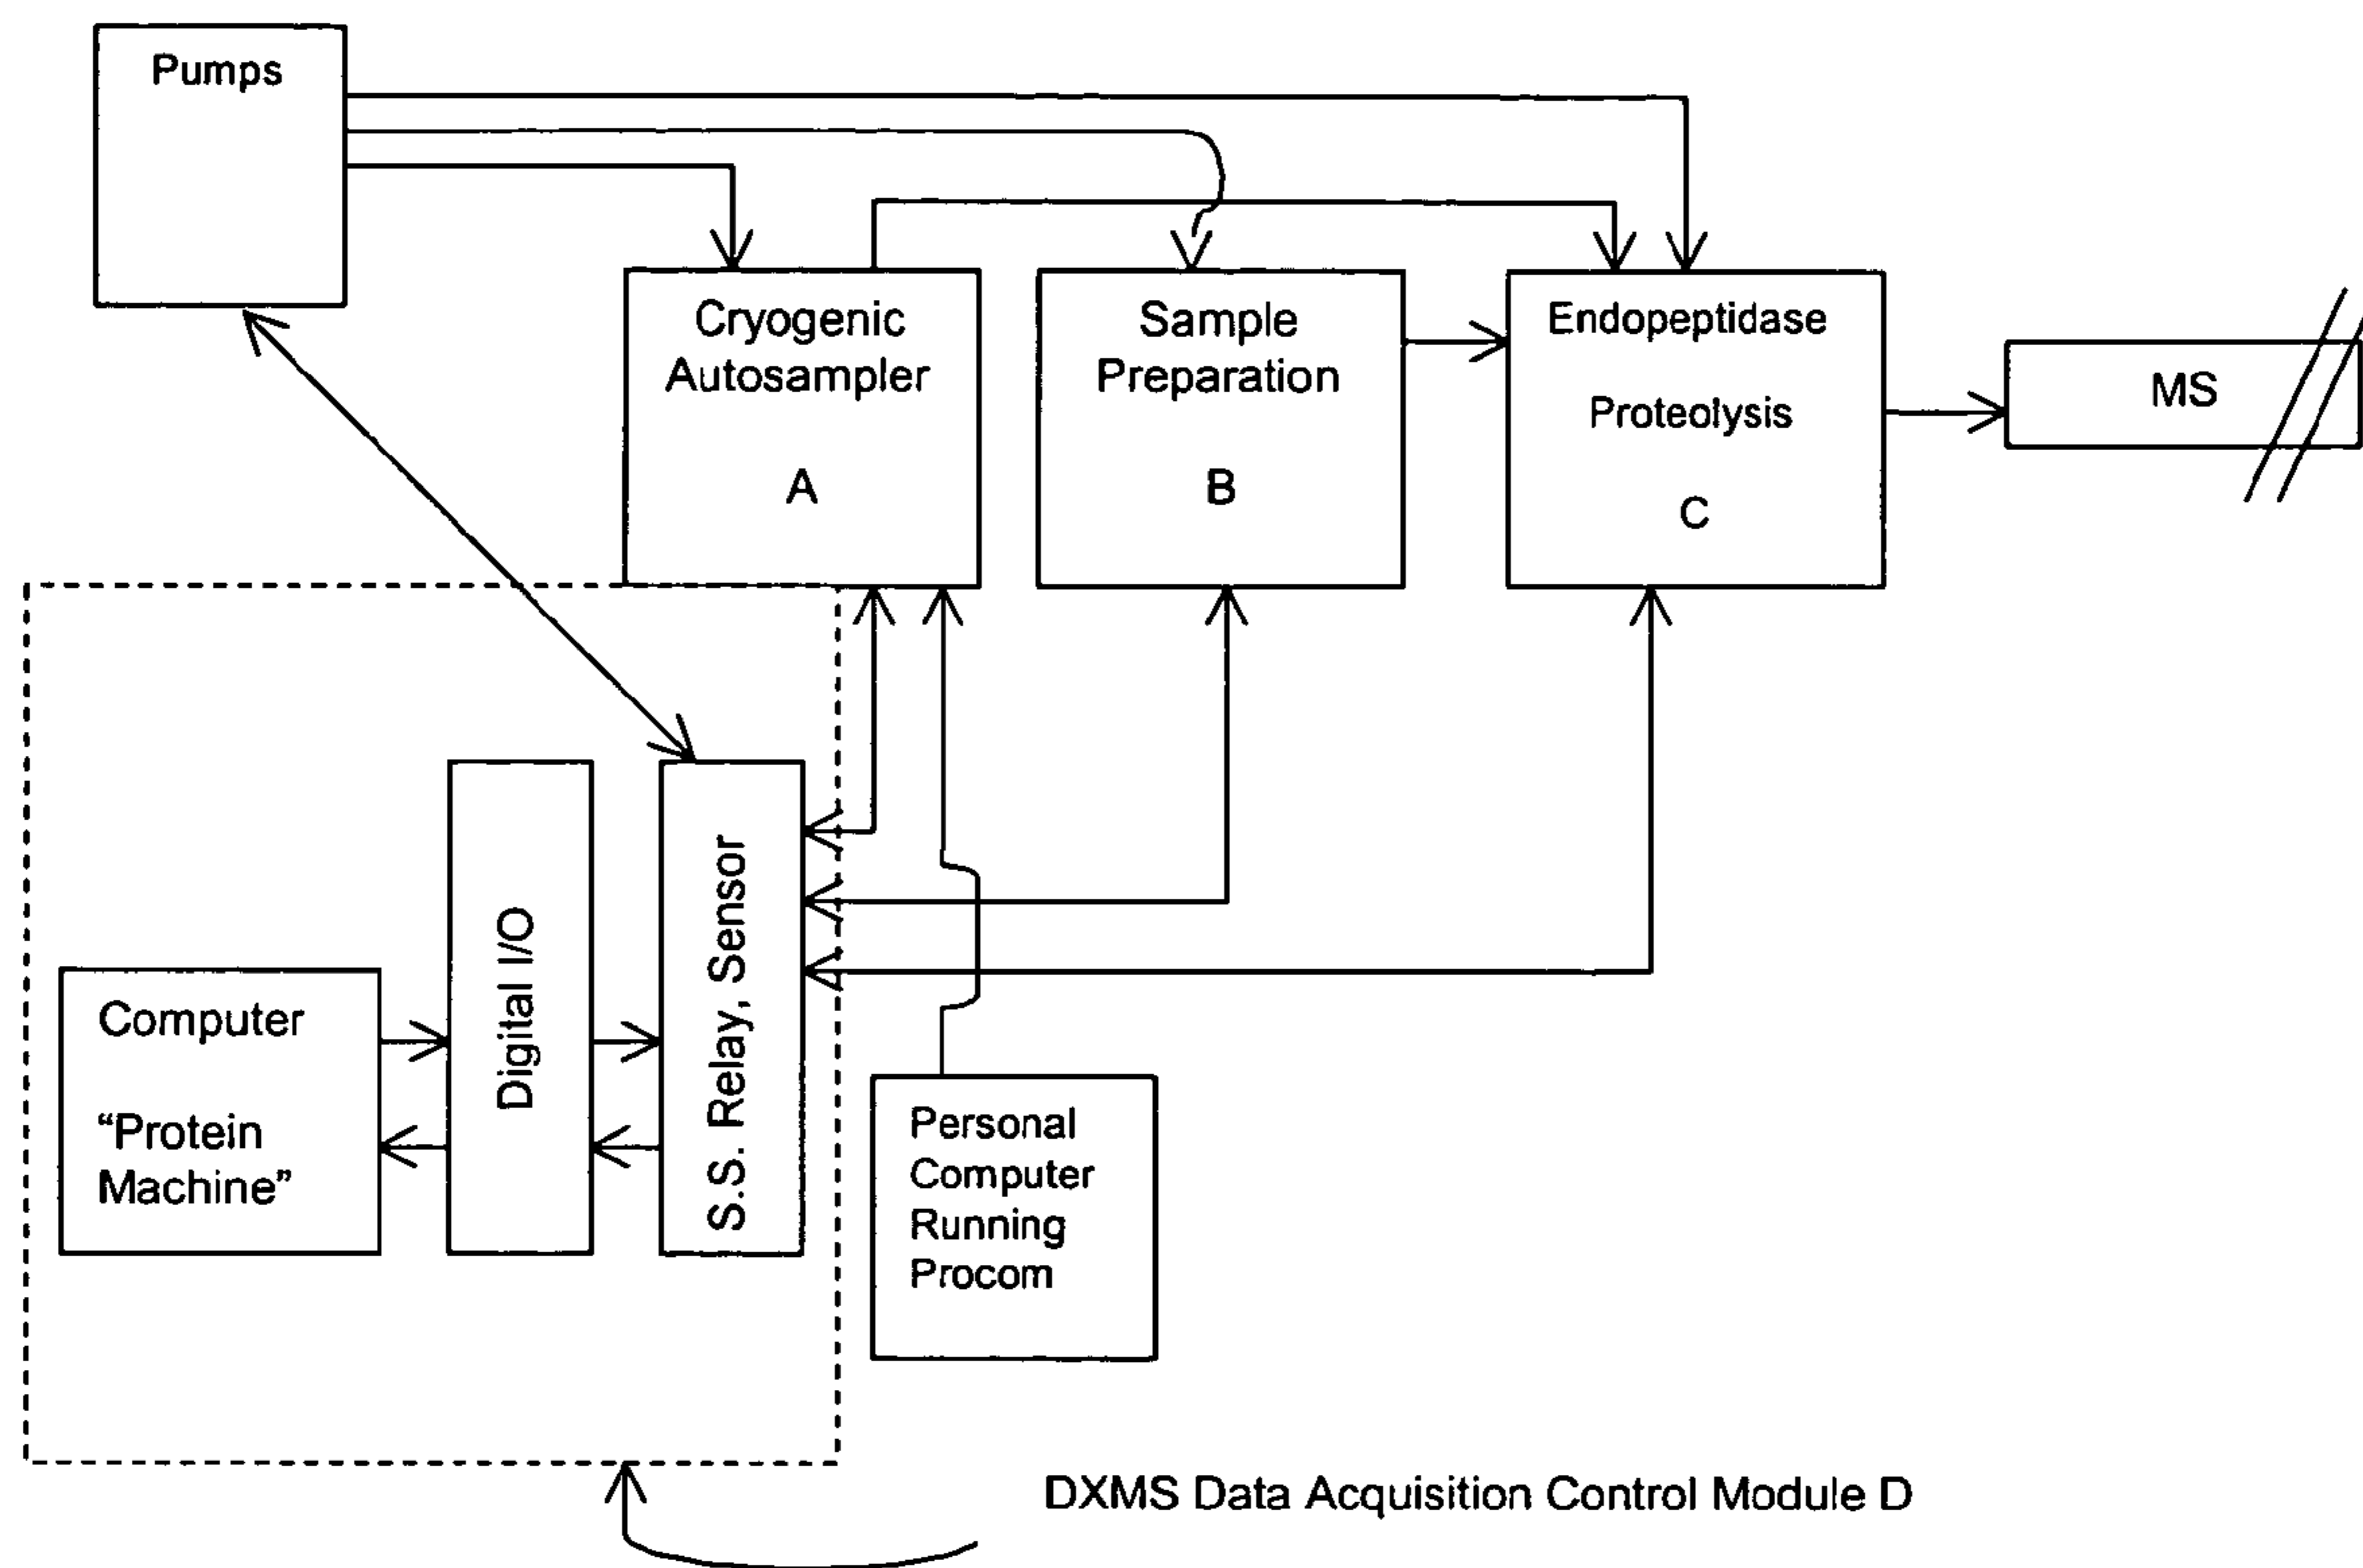 Pumps
Cryogenic
Autosampler
A
Sample
Preparation
B
Endopeptidase
Proteolysis
C
MS
Computer
“Protein
Machine”
Digital I/O
S.S. Relay, Sensor
Personal
Computer
Running
Procom
DXMS Data Acquisition Control Module D